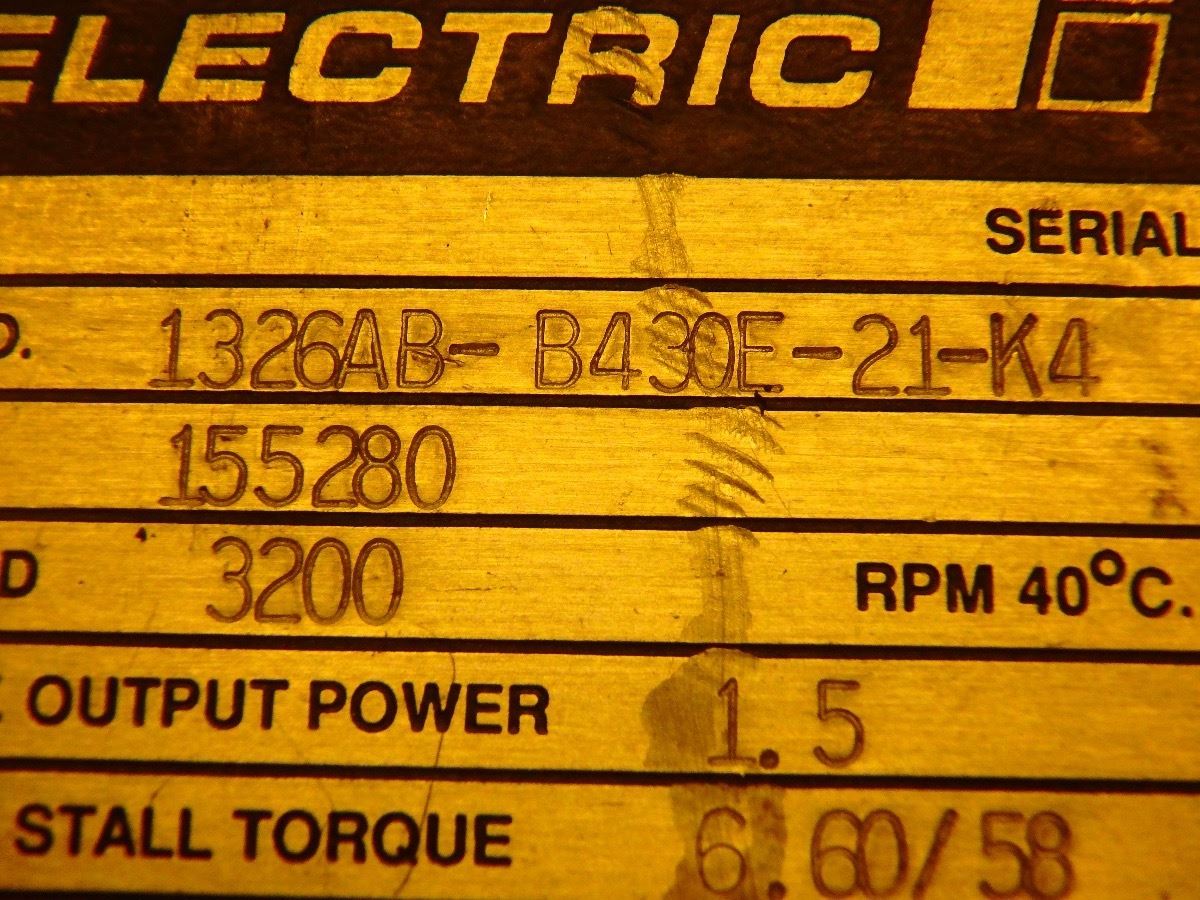 ELECTRIC
SERIAL
O. 1326AB-B430E-21-K4
155280
D 3200 RPM 40°C.
OUTPUT POWER 1.5
STALL TORQUE 6.60/58